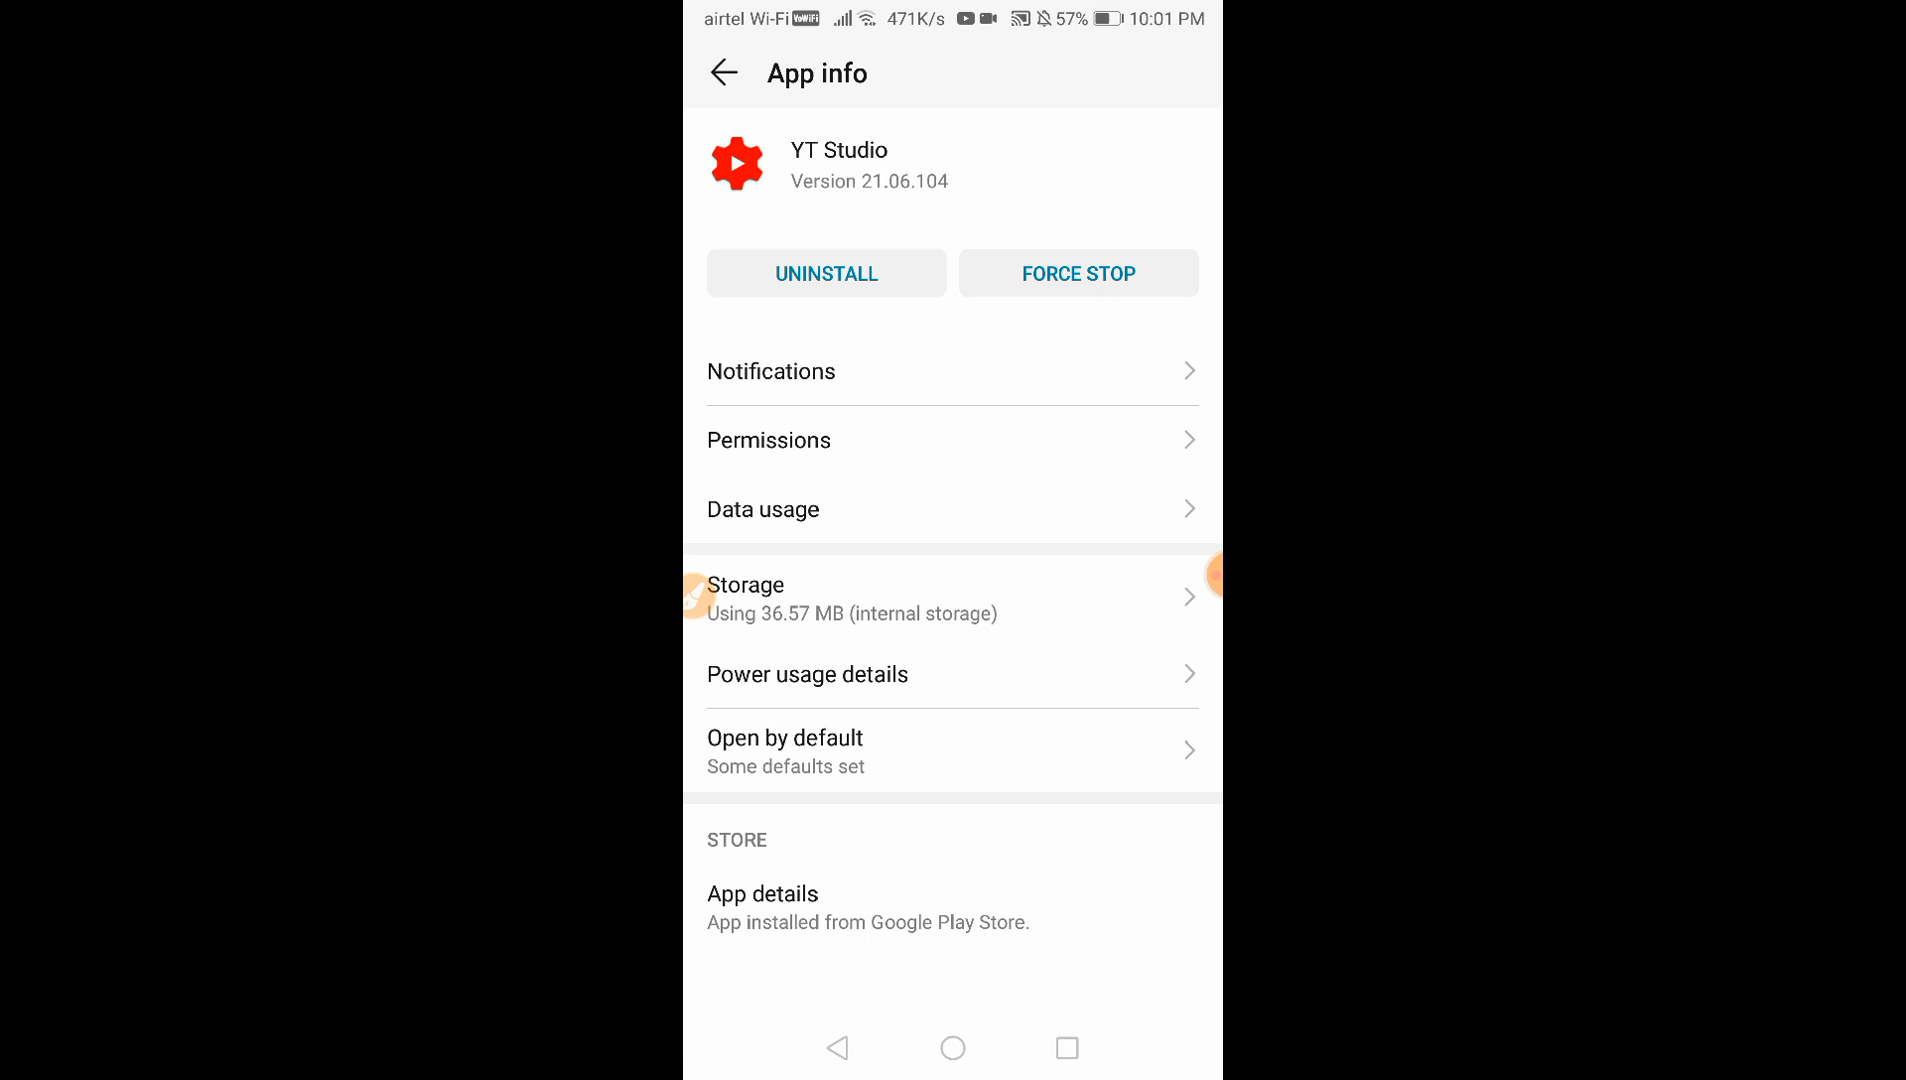 airtel Wi-Fi VoWiFi 471K/s 57% 10:01 PM
App info
YT Studio
Version 21.06.104
UNINSTALL FORCE STOP
Notifications
Permissions
Data usage
Storage
Using 36.57 MB (internal storage)
Power usage details
Open by default
Some defaults set
STORE
App details
App installed from Google Play Store.